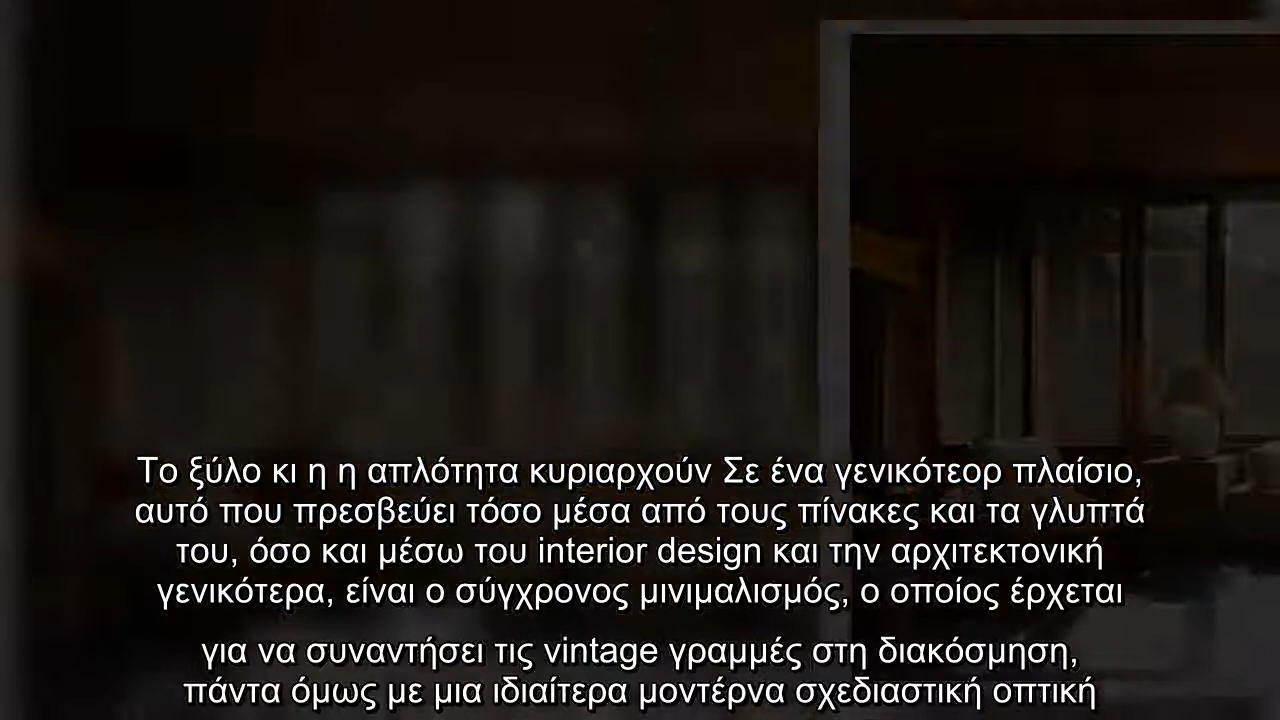 Το ξύλο κι η η απλότητα κυριαρχούν Σε ένα γενικότεορ πλαίσιο,
αυτό που πρεσβεύει τόσο μέσα από τους πίνακες και τα γλυπτά
του, όσο και μέσω του interior design και την αρχιτεκτονική
γενικότερα, είναι ο σύγχρονος μινιμαλισμός, ο οποίος έρχεται
για να συναντήσει τις vintage γραμμές στη διακόσμηση,
πάντα όμως με μια ιδιαίτερα μοντέρνα σχεδιαστική οπτική